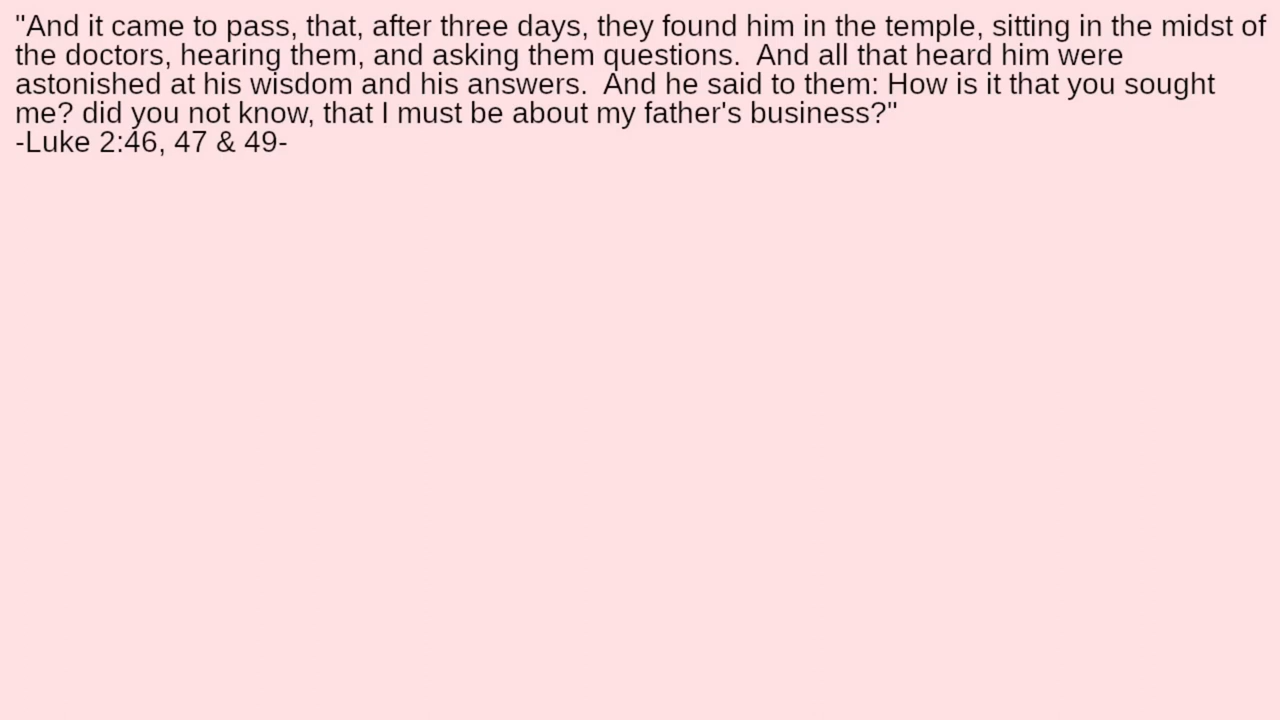 "And it came to pass, that, after three days, they found him in the temple, sitting in the midst of
the doctors, hearing them, and asking them questions.  And all that heard him were
astonished at his wisdom and his answers.  And he said to them: How is it that you sought
me? did you not know, that I must be about my father's business?"
-Luke 2:46, 47 & 49-